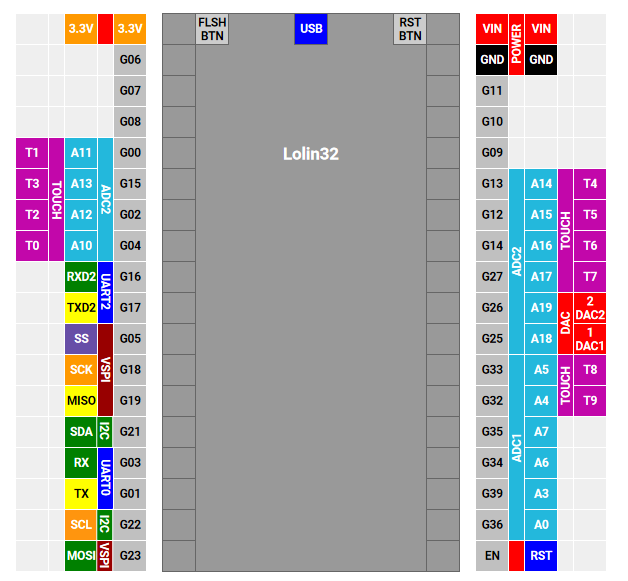 3.3V 3.3V FLSH BTN USB RST BTN VIN POWER VIN
G06 GND GND
G07 G11
G08 G10
T1 TOUCH A11 ADC2 G00 Lolin32 G09
T3 A13 G15 G13 ADC2 A14 TOUCH T4
T2 A12 G02 G12 A15 T5
T0 A10 G04 G14 A16 T6
RXD2 UART2 G16 G27 A17 T7
TXD2 G17 G26 A19 DAC 2 DAC2
SS VSPI G05 G25 A18 1 DAC1
SCK G18 G33 ADC1 A5 TOUCH T8
MISO G19 G32 A4 T9
SDA I2C G21 G35 A7
RX UART0 G03 G34 A6
TX G01 G39 A3
SCL I2C G22 G36 A0
MOSI VSPI G23 EN RST